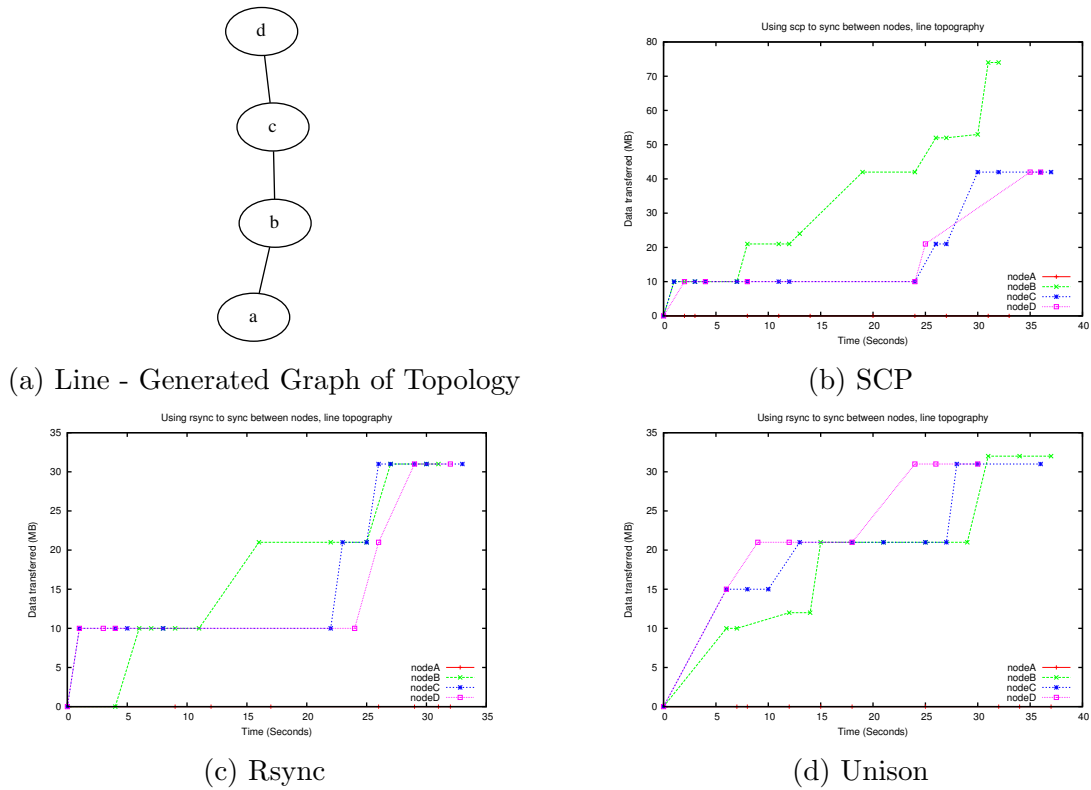 d
c
b
a
(a) Line - Generated Graph of Topology
Using scp to sync between nodes, line topography
Data transferred (MB)
80
70
60
50
40
30
20
10
0
0 5 10 15 20 25 30 35 40
Time (Seconds)
nodeA
nodeB
nodeC
nodeD
(b) SCP
Using rsync to sync between nodes, line topography
Data transferred (MB)
35
30
25
20
15
10
5
0
0 5 10 15 20 25 30 35
Time (Seconds)
nodeA
nodeB
nodeC
nodeD
(c) Rsync
Using rsync to sync between nodes, line topography
Data transferred (MB)
35
30
25
20
15
10
5
0
0 5 10 15 20 25 30 35 40
Time (Seconds)
nodeA
nodeB
nodeC
nodeD
(d) Unison